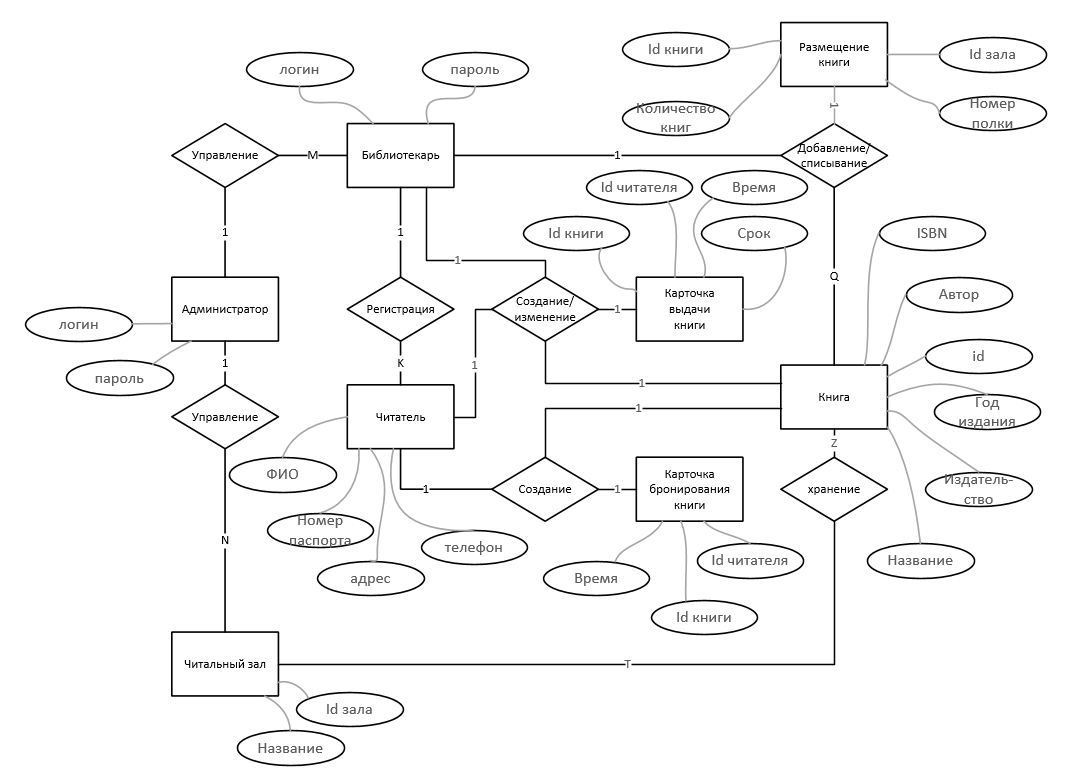 Id книги
Размещение
книги
Id зала
логин
пароль
Количество
книг
1
Номер
полки
Управление
M
Библиотекарь
1
Добавление/
списывание
Id читателя
Время
1
1
Id книги
Срок
ISBN
1
Q
Администратор
Регистрация
Создание/
изменение
1
Карточка
выдачи
книги
Автор
логин
1
K
1
id
пароль
1
Управление
Читатель
1
Книга
Год
издания
Z
ФИО
1
Создание
1
Карточка
бронирования
книги
хранение
Издатель-
ство
Номер
паспорта
N
телефон
адрес
Время
Id читателя
Название
Id книги
Читальный зал
T
Id зала
Название